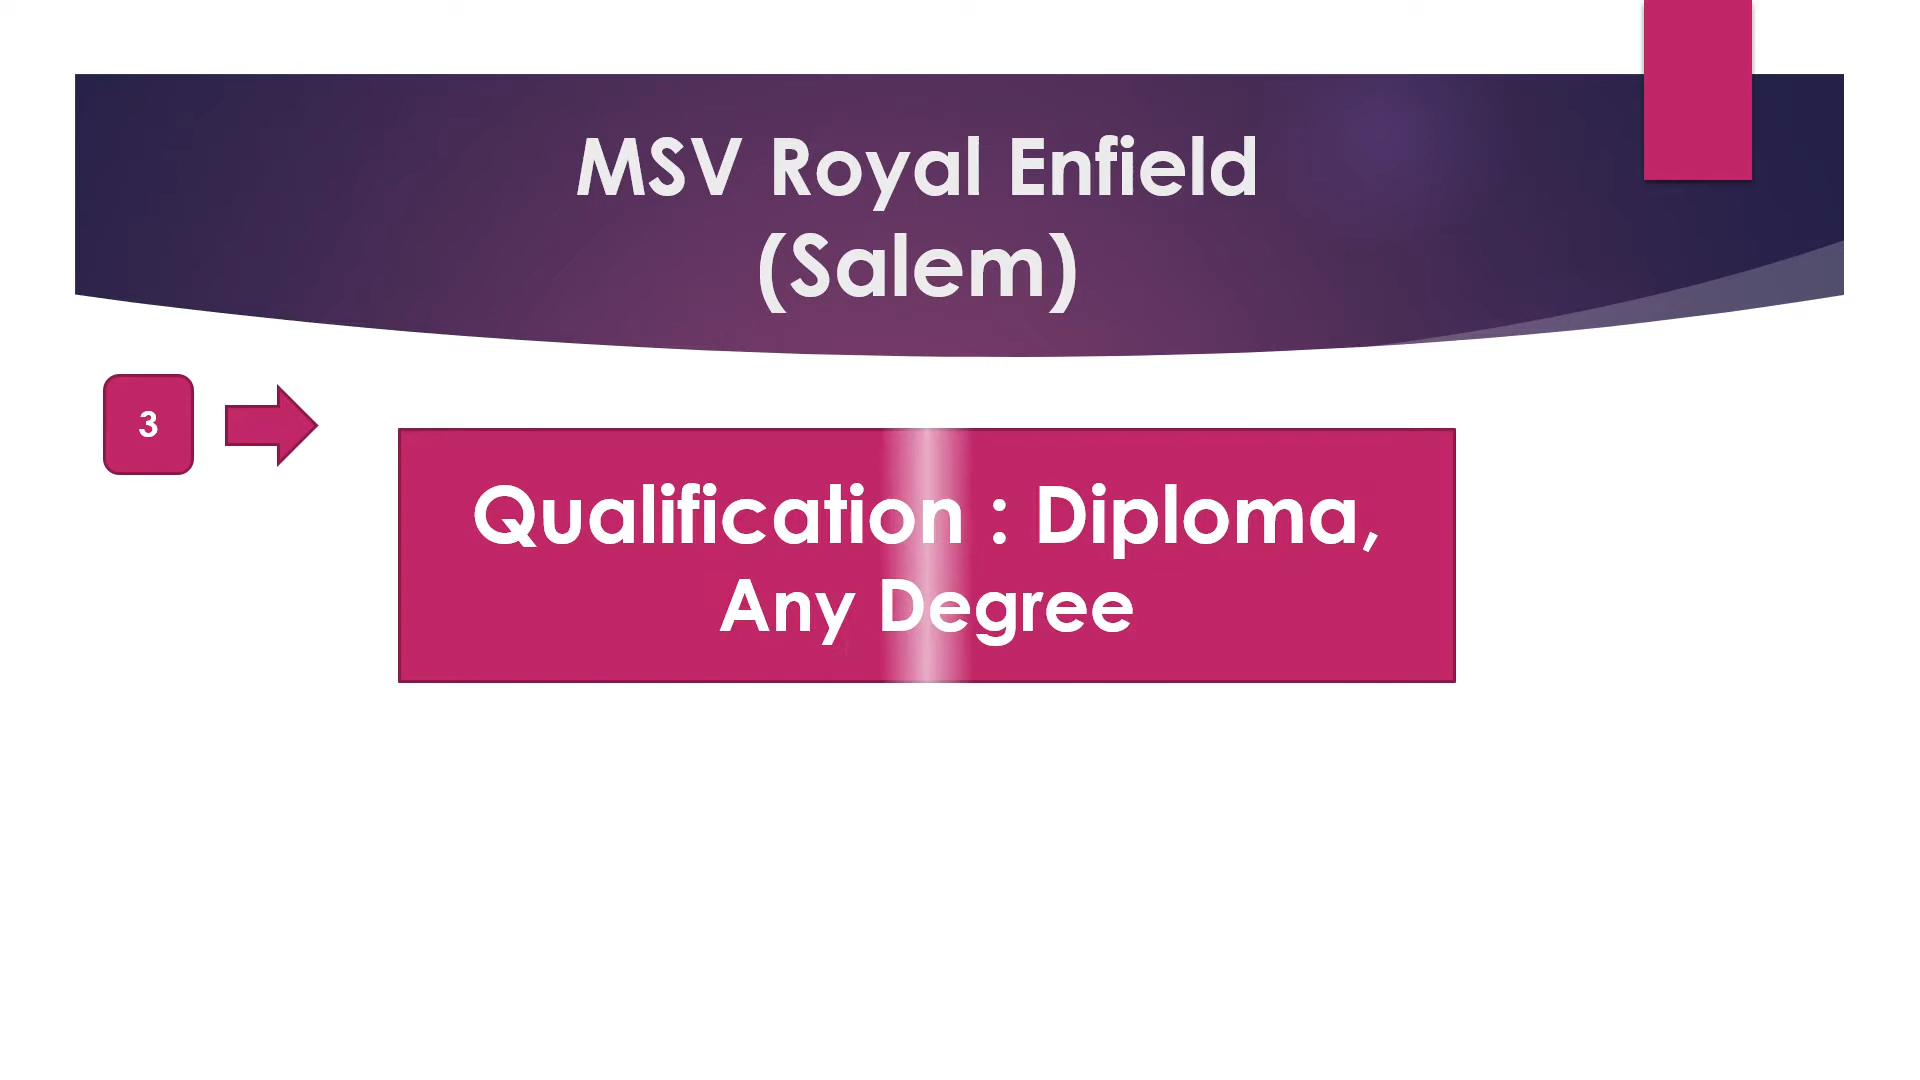 MSV Royal Enfield
(Salem)
3
Qualification : Diploma,
Any Degree